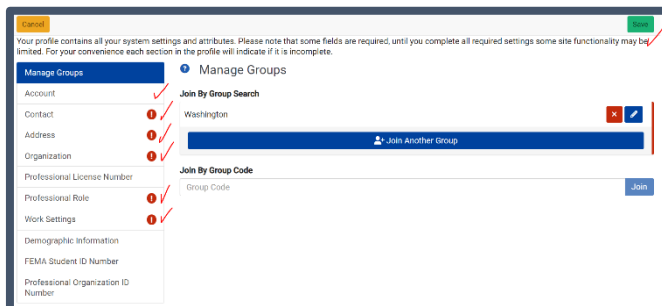 Cancel
Save
Your profile contains all your system settings and attributes. Please note that some fields are required, until you complete all required settings some site functionality may be
limited. For your convenience each section in the profile will indicate if it is incomplete.
Manage Groups
Account
Contact
Address
Organization
Professional License Number
Professional Role
Work Settings
Demographic Information
FEMA Student ID Number
Professional Organization ID
Number
Manage Groups
Join By Group Search
Washington
Join Another Group
Join By Group Code
Group Code
Join